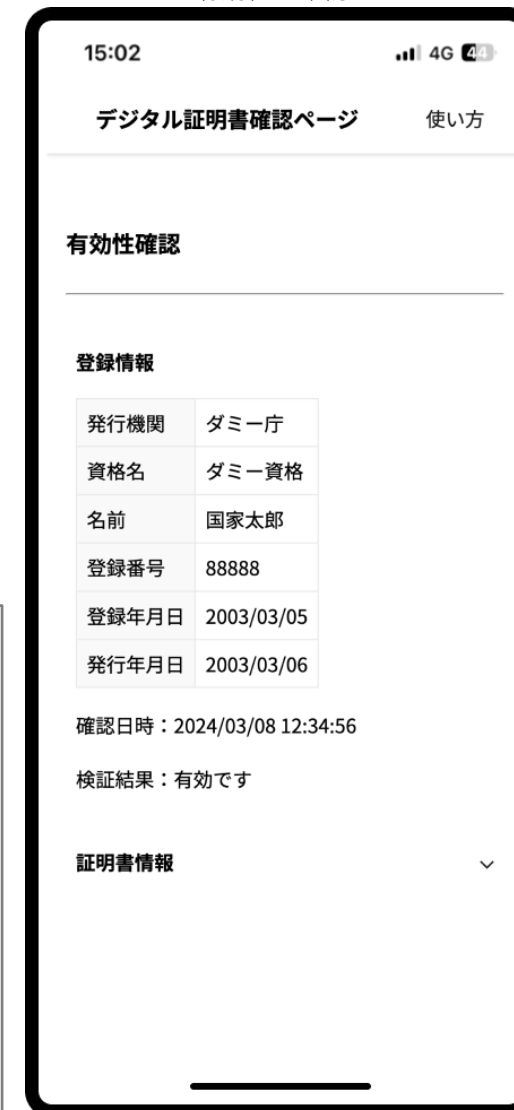 15:02 4G 44
デジタル証明書確認ページ 使い方
有効性確認
登録情報
発行機関 ダミー庁
資格名 ダミー資格
名前 国家太郎
登録番号 88888
登録年月日 2003/03/05
発行年月日 2003/03/06
確認日時：2024/03/08 12:34:56
検証結果：有効です
証明書情報